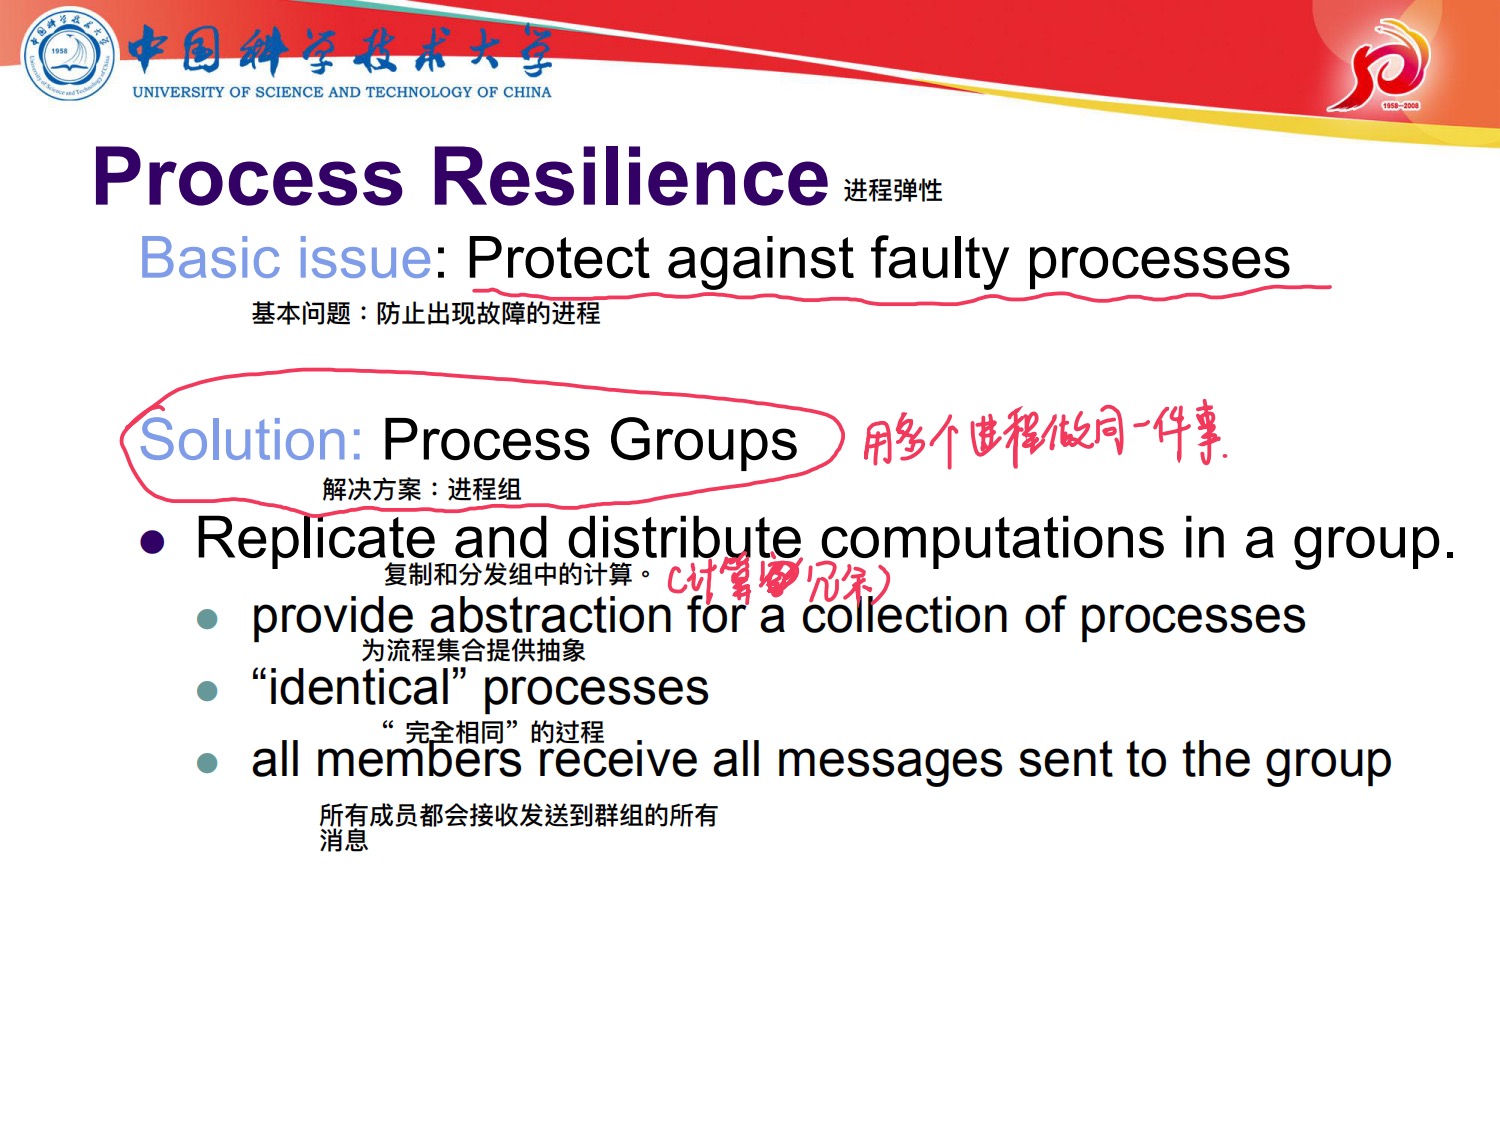 1958
中国科学技术大学
UNIVERSITY OF SCIENCE AND TECHNOLOGY OF CHINA
1958—2008
Process Resilience 进程弹性
Basic issue: Protect against faulty processes
基本问题：防止出现故障的进程
Solution: Process Groups 用多个进程做同一件事.
解决方案：进程组
● Replicate and distribute computations in a group.
复制和分发组中的计算。 (计算 冗余)
● provide abstraction for a collection of processes
为流程集合提供抽象
● “identical” processes
“ 完全相同” 的过程
● all members receive all messages sent to the group
所有成员都会接收发送到群组的所有
消息